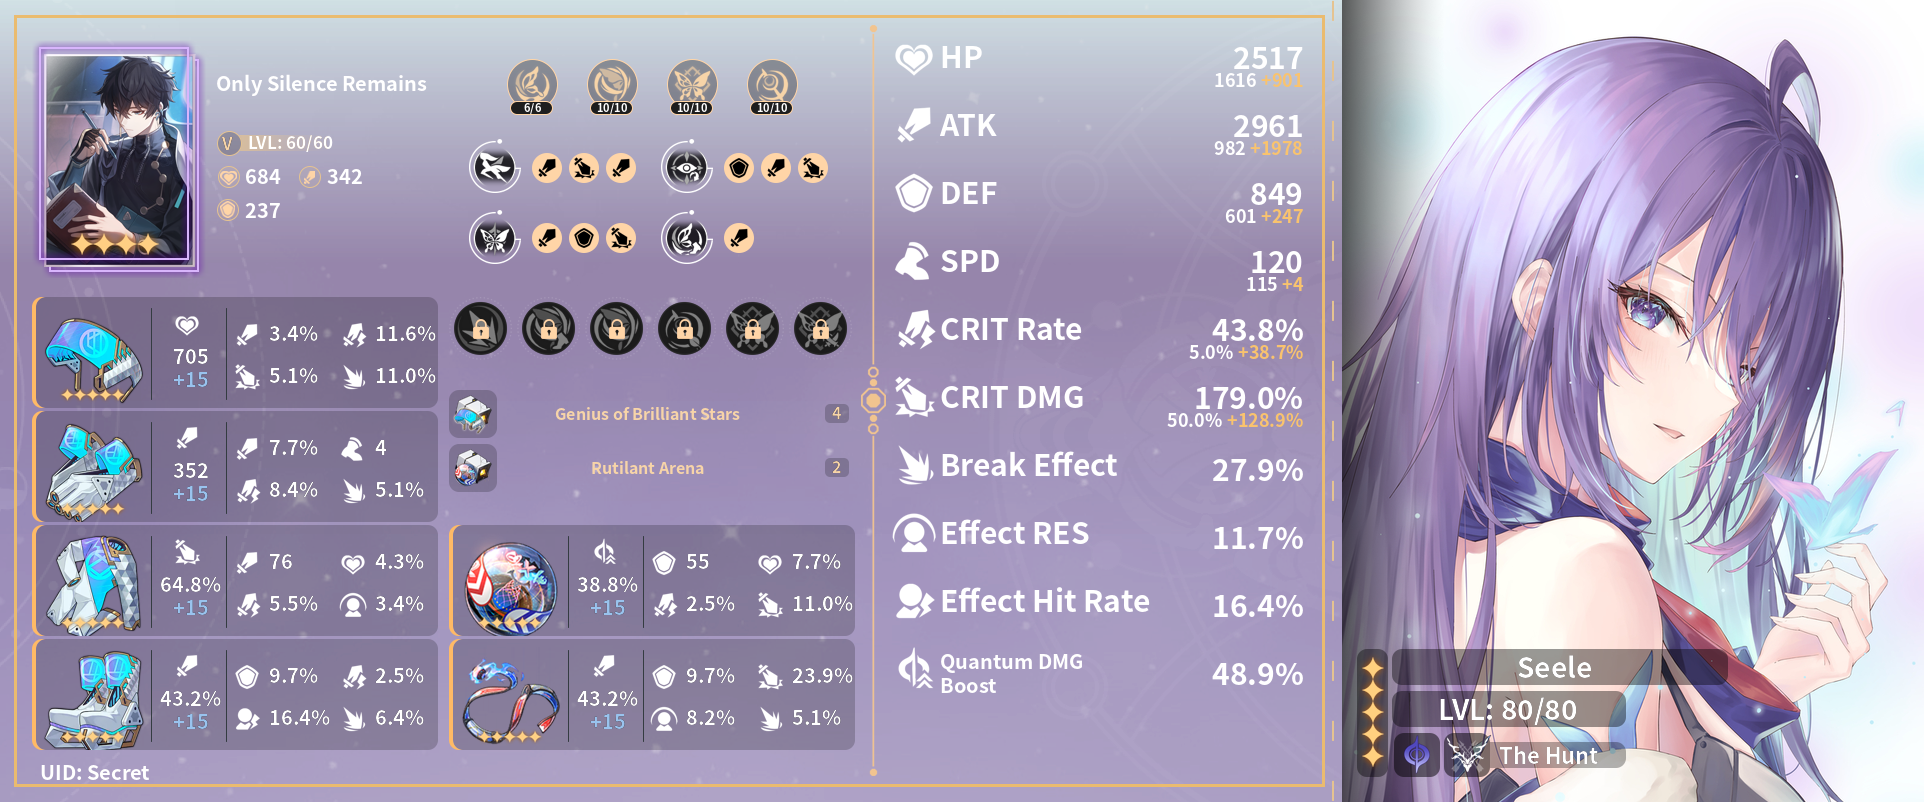 Only Silence Remains
V LVL: 60/60
684 342
237
6/6 10/10 10/10 10/10
705
+15
3.4% 11.6%
5.1% 11.0%
352
+15
7.7% 4
8.4% 5.1%
64.8%
+15
76 4.3%
5.5% 3.4%
43.2%
+15
9.7% 2.5%
16.4% 6.4%
Genius of Brilliant Stars 4
Rutilant Arena 2
38.8%
+15
55 7.7%
2.5% 11.0%
43.2%
+15
9.7% 23.9%
8.2% 5.1%
UID: Secret
HP 2517
1616 +901
ATK 2961
982 +1978
DEF 849
601 +247
SPD 120
115 +4
CRIT Rate 43.8%
5.0% +38.7%
CRIT DMG 179.0%
50.0% +128.9%
Break Effect 27.9%
Effect RES 11.7%
Effect Hit Rate 16.4%
Quantum DMG
Boost 48.9%
Seele
LVL: 80/80
The Hunt